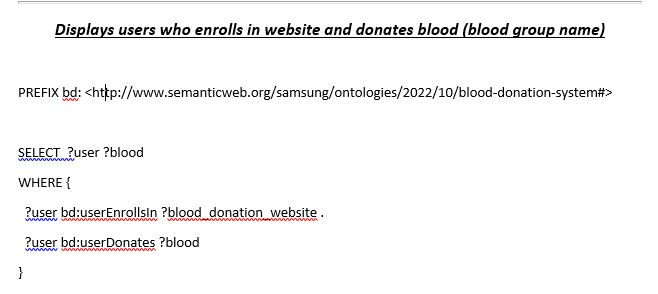 Displays users who enrolls in website and donates blood (blood group name)
PREFIX bd: <http://www.semanticweb.org/samsung/ontologies/2022/10/blood-donation-system#>
SELECT ?user ?blood
WHERE {
?user bd:userEnrollsIn ?blood_donation_website .
?user bd:userDonates ?blood
}